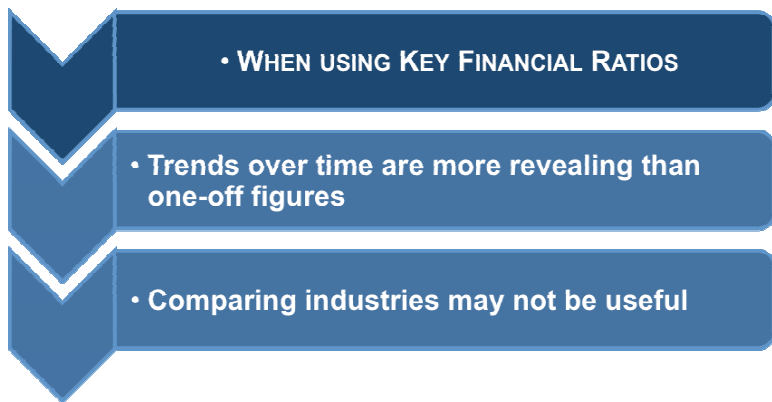 • WHEN USING KEY FINANCIAL RATIOS
• Trends over time are more revealing than
one-off figures
• Comparing industries may not be useful